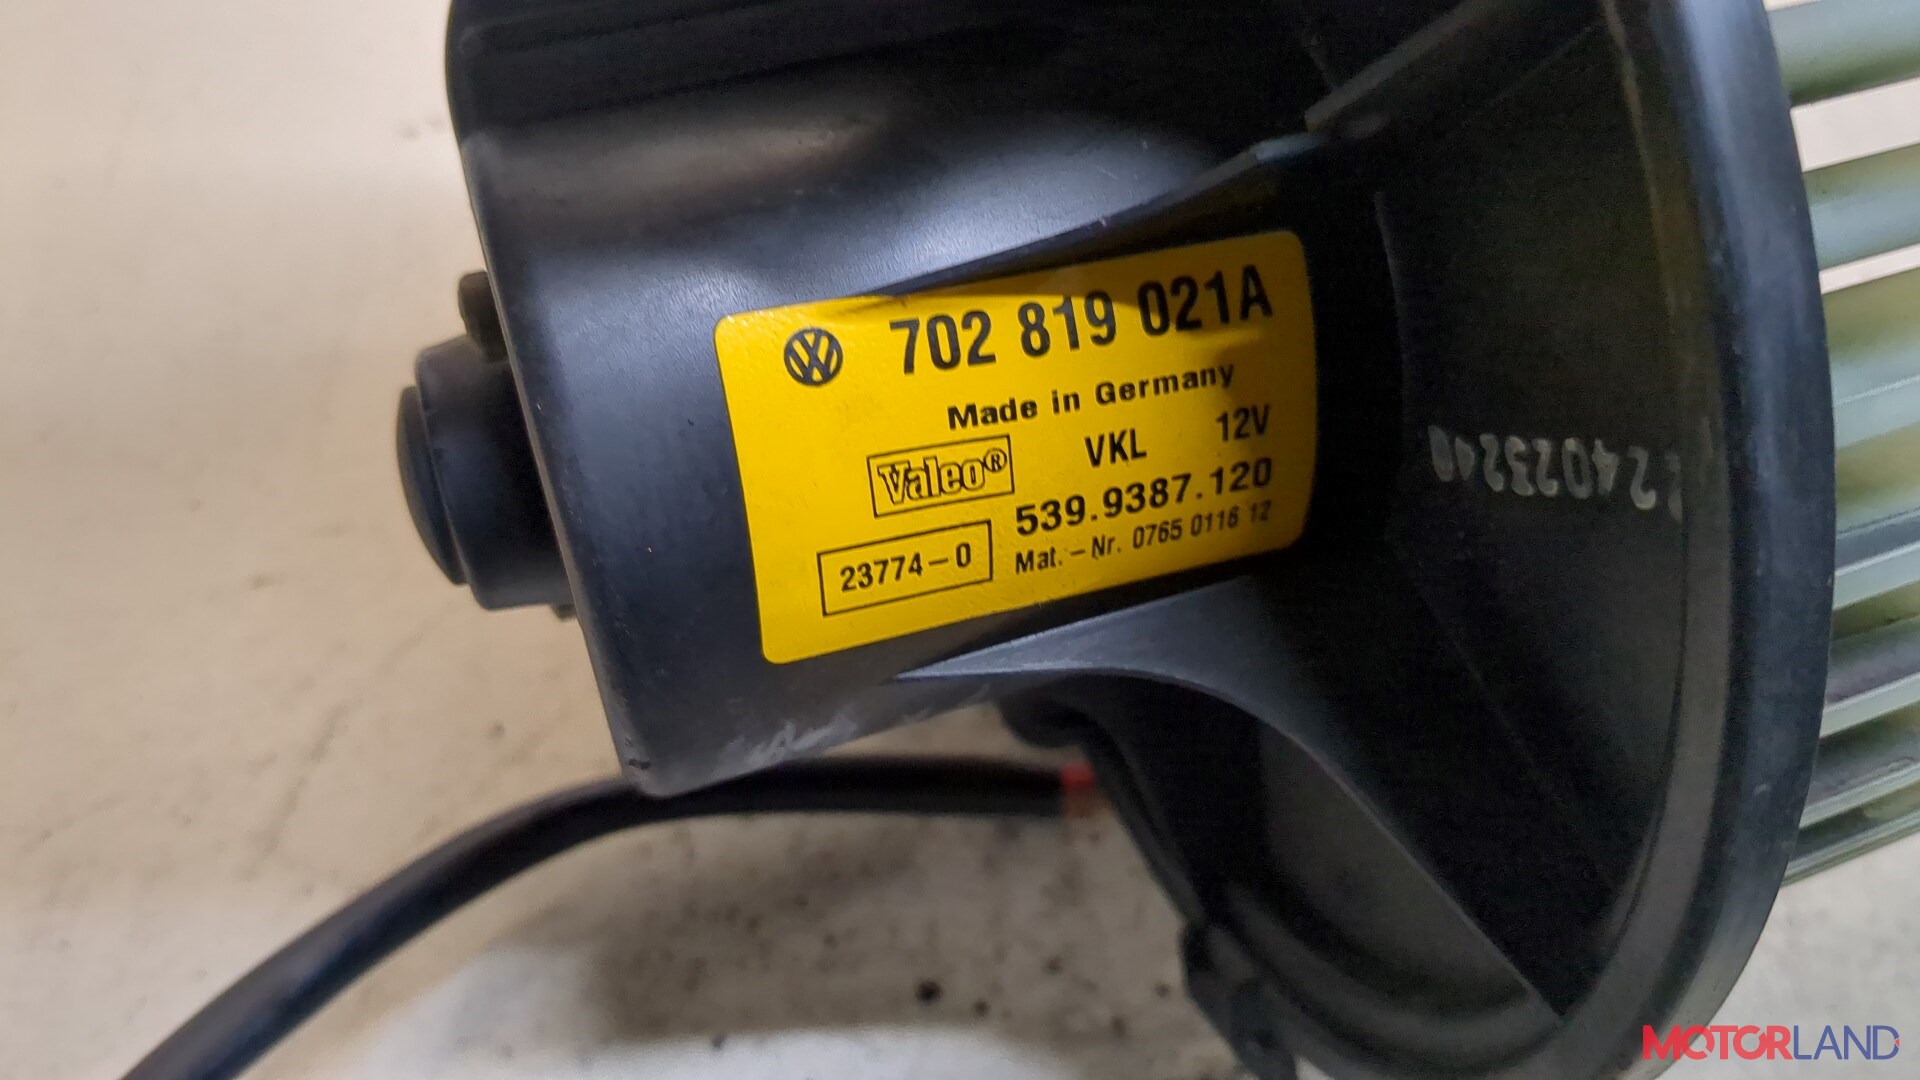 702 819 021A
Made in Germany
Valeo® VKL 12V
539.9387.120
23774-0 Mat.-Nr. 0765 0116 12
MOTORLAND